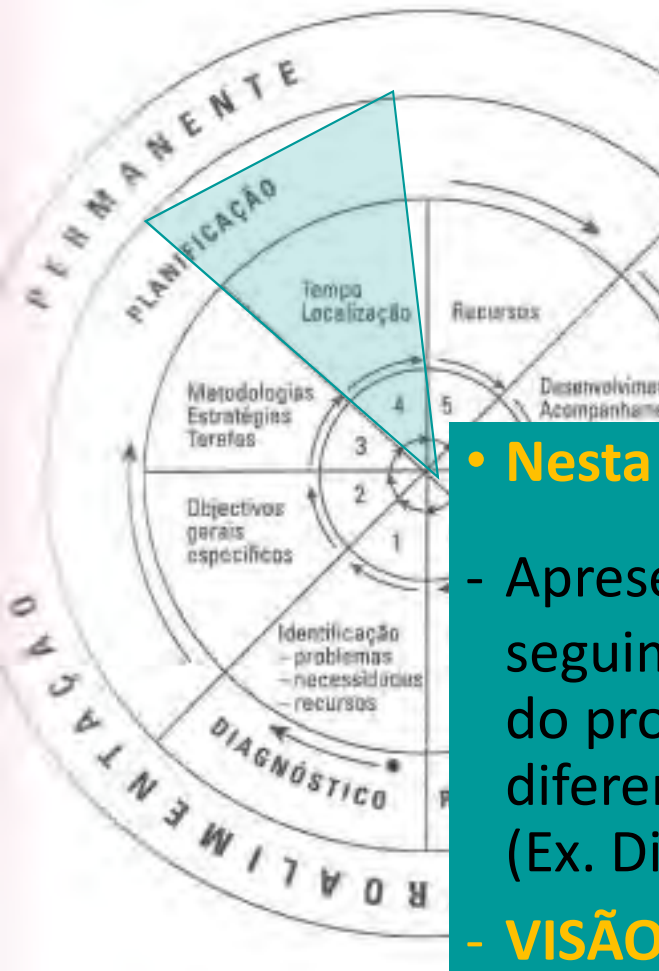 PERMANENTE
PLANIFICAÇÃO
Tempo
Localização
Recursos
Metodologias
Estratégias
Tarefas
4
5
3
2
1
Objectivos
gerais
específicos
Identificação
– problemas
– necessidades
– recursos
DIAGNÓSTICO
ROALIMENTAÇÃO
• Nesta
- Aprese
seguin
do pro
diferen
(Ex. Di
- VISÃO